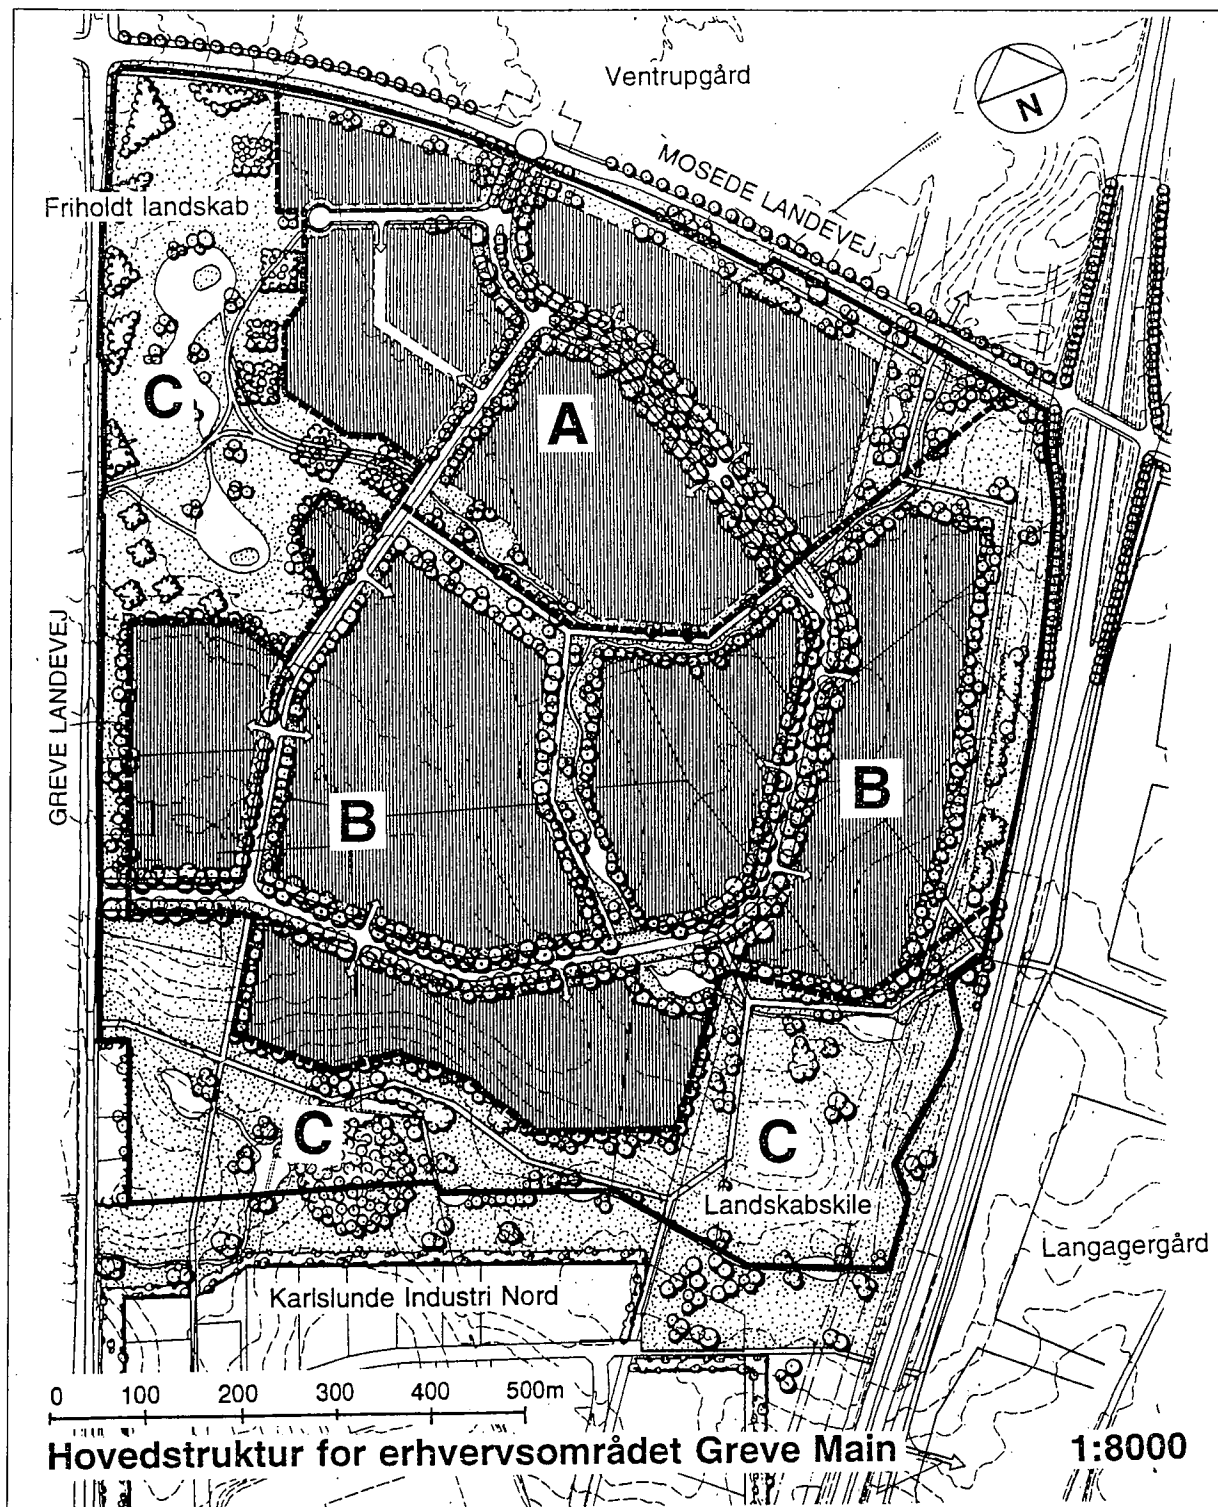 Ventrupgård
N
MOSEDE LANDEVEJ
Friholdt landskab
C
A
GREVE LANDEVEJ
B
B
C
C
Landskabskile
Langagergård
Karlslunde Industri Nord
0 100 200 300 400 500m
Hovedstruktur for erhvervsområdet Greve Main 1:8000